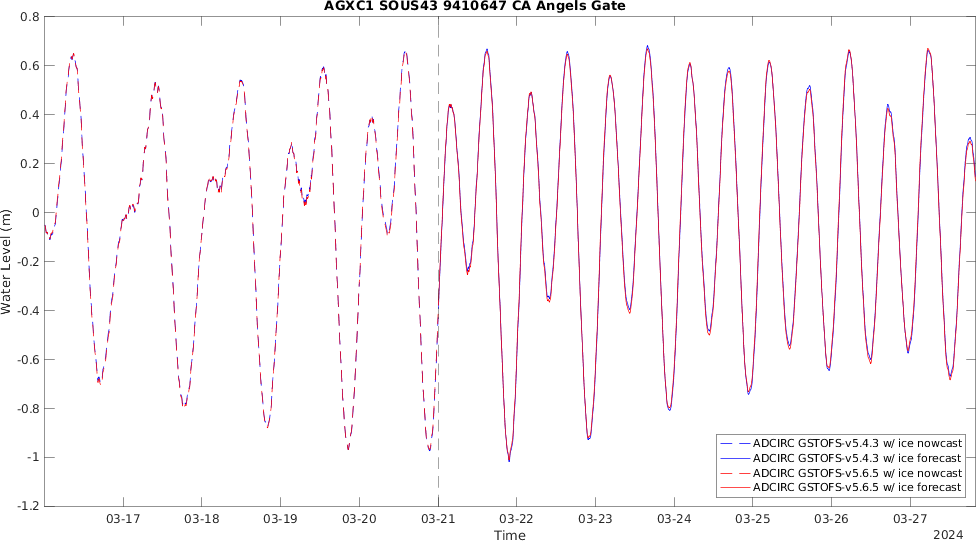 AGXC1 SOUS43 9410647 CA Angels Gate
0.8
0.6
0.4
0.2
0
-0.2
-0.4
-0.6
-0.8
-1
-1.2
Water Level (m)
ADCIRC GSTOFS-v5.4.3 w/ ice nowcast
ADCIRC GSTOFS-v5.4.3 w/ ice forecast
ADCIRC GSTOFS-v5.6.5 w/ ice nowcast
ADCIRC GSTOFS-v5.6.5 w/ ice forecast
03-17 03-18 03-19 03-20 03-21 03-22 03-23 03-24 03-25 03-26 03-27
Time
2024